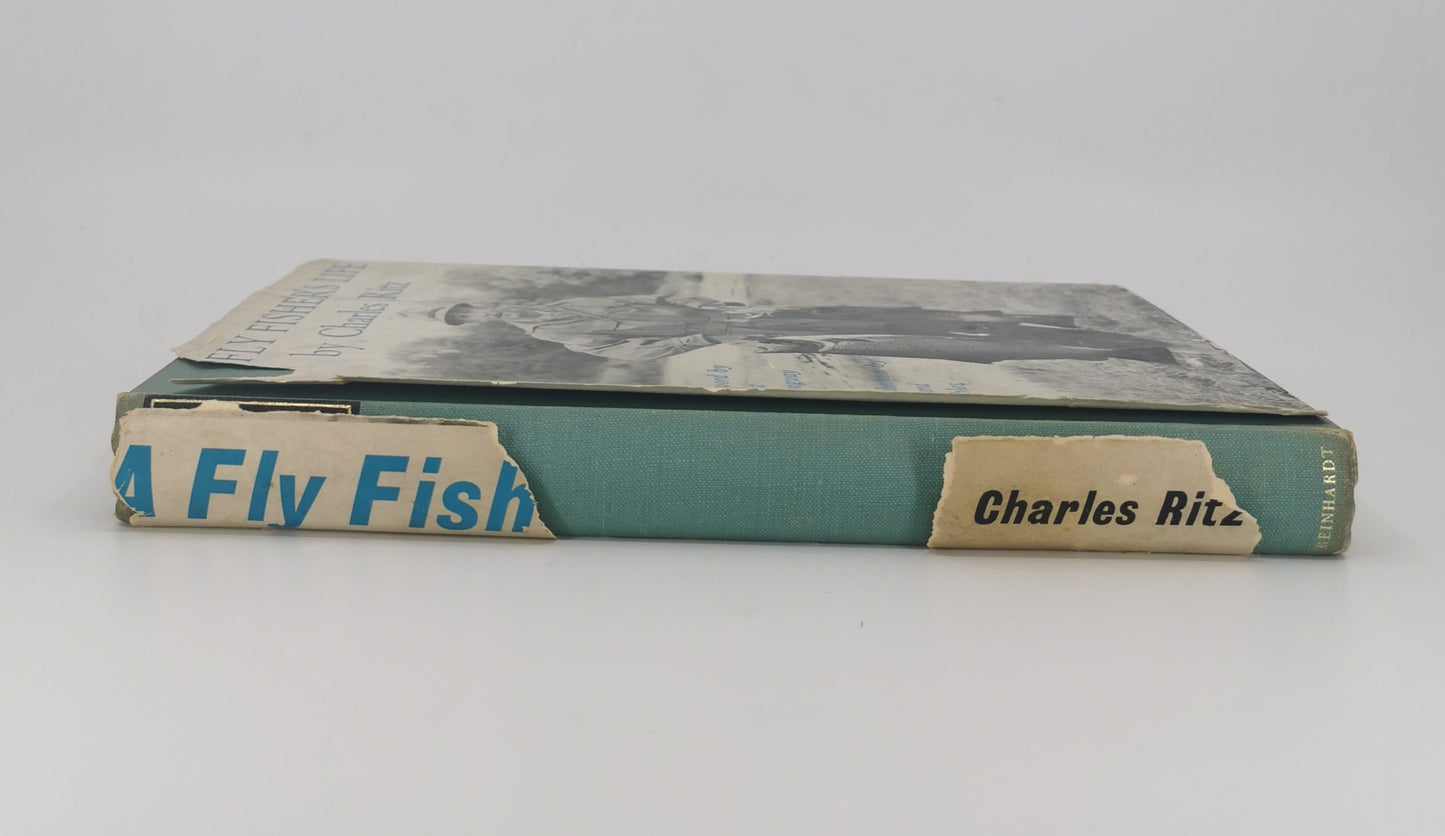 FLY FISHER'S LIFE
by Charles Ritz
A Fly Fish
Charles Ritz
REINHARDT